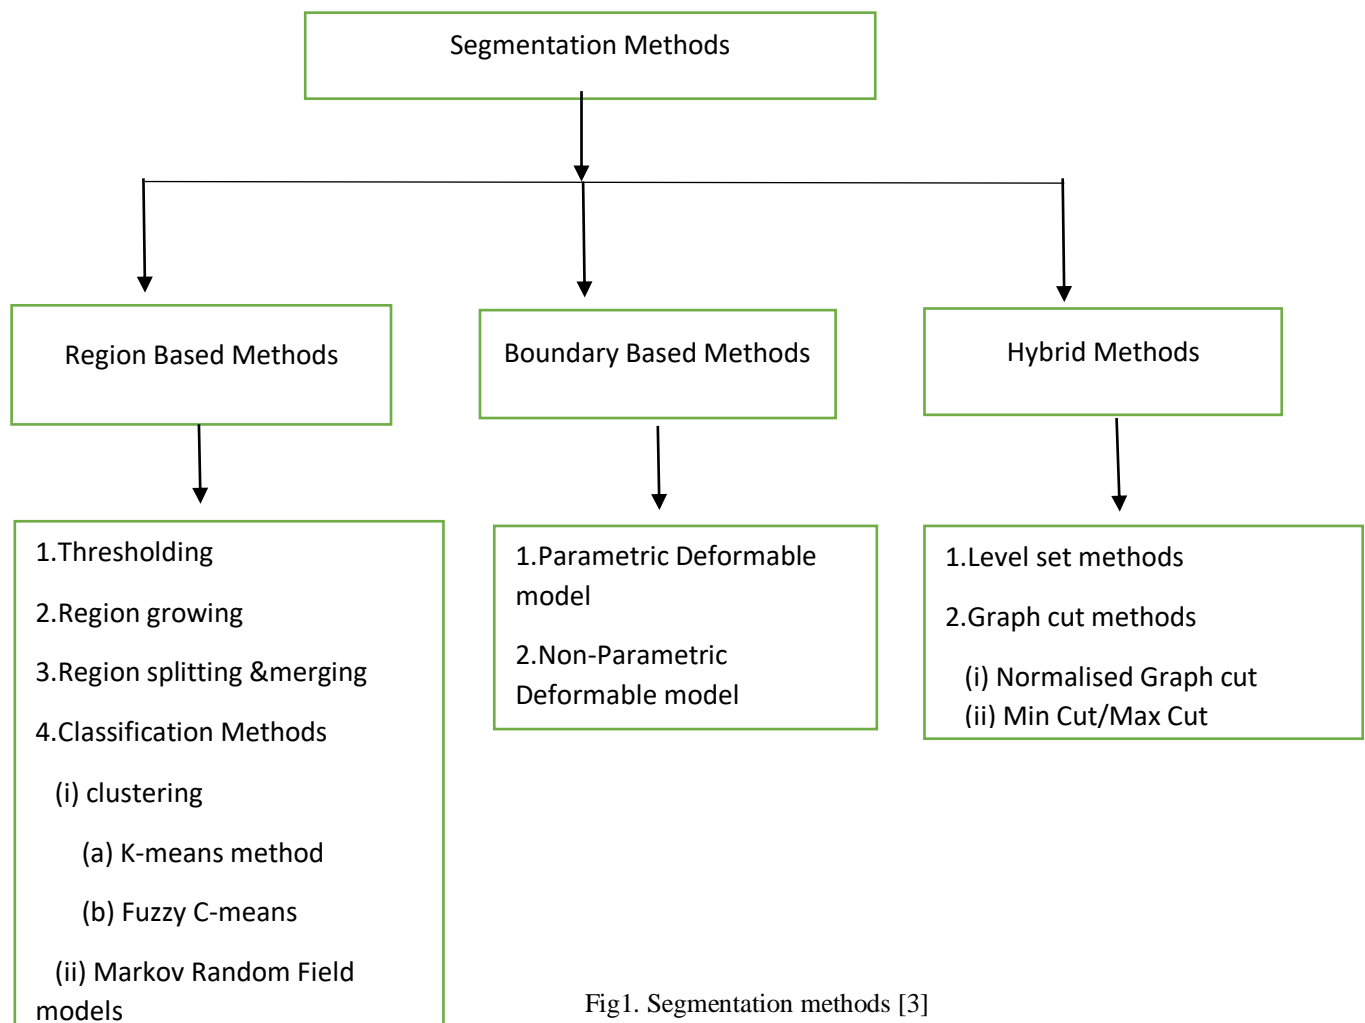 Segmentation Methods
Region Based Methods
Boundary Based Methods
Hybrid Methods
1.Thresholding
2.Region growing
3.Region splitting &merging
4.Classification Methods
(i) clustering
(a) K-means method
(b) Fuzzy C-means
(ii) Markov Random Field
models
1.Parametric Deformable
model
2.Non-Parametric
Deformable model
1.Level set methods
2.Graph cut methods
(i) Normalised Graph cut
(ii) Min Cut/Max Cut
Fig1. Segmentation methods [3]